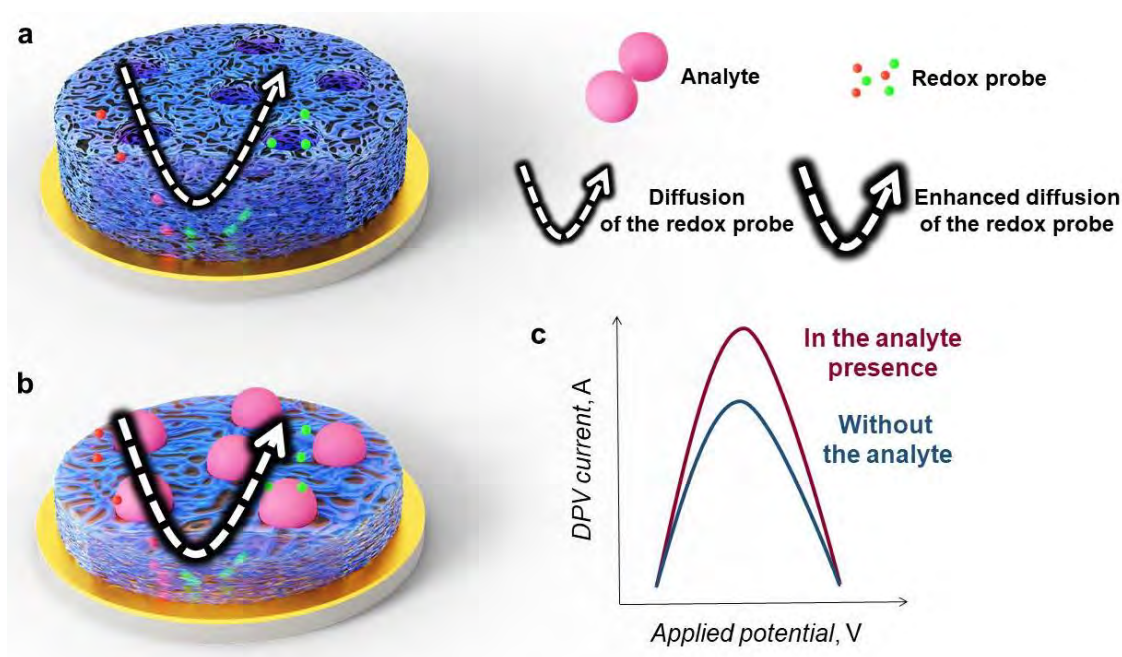 a
Analyte
Redox probe
Diffusion
of the redox probe
Enhanced diffusion
of the redox probe
b
c
In the analyte
presence
Without
the analyte
DPV current, A
Applied potential, V